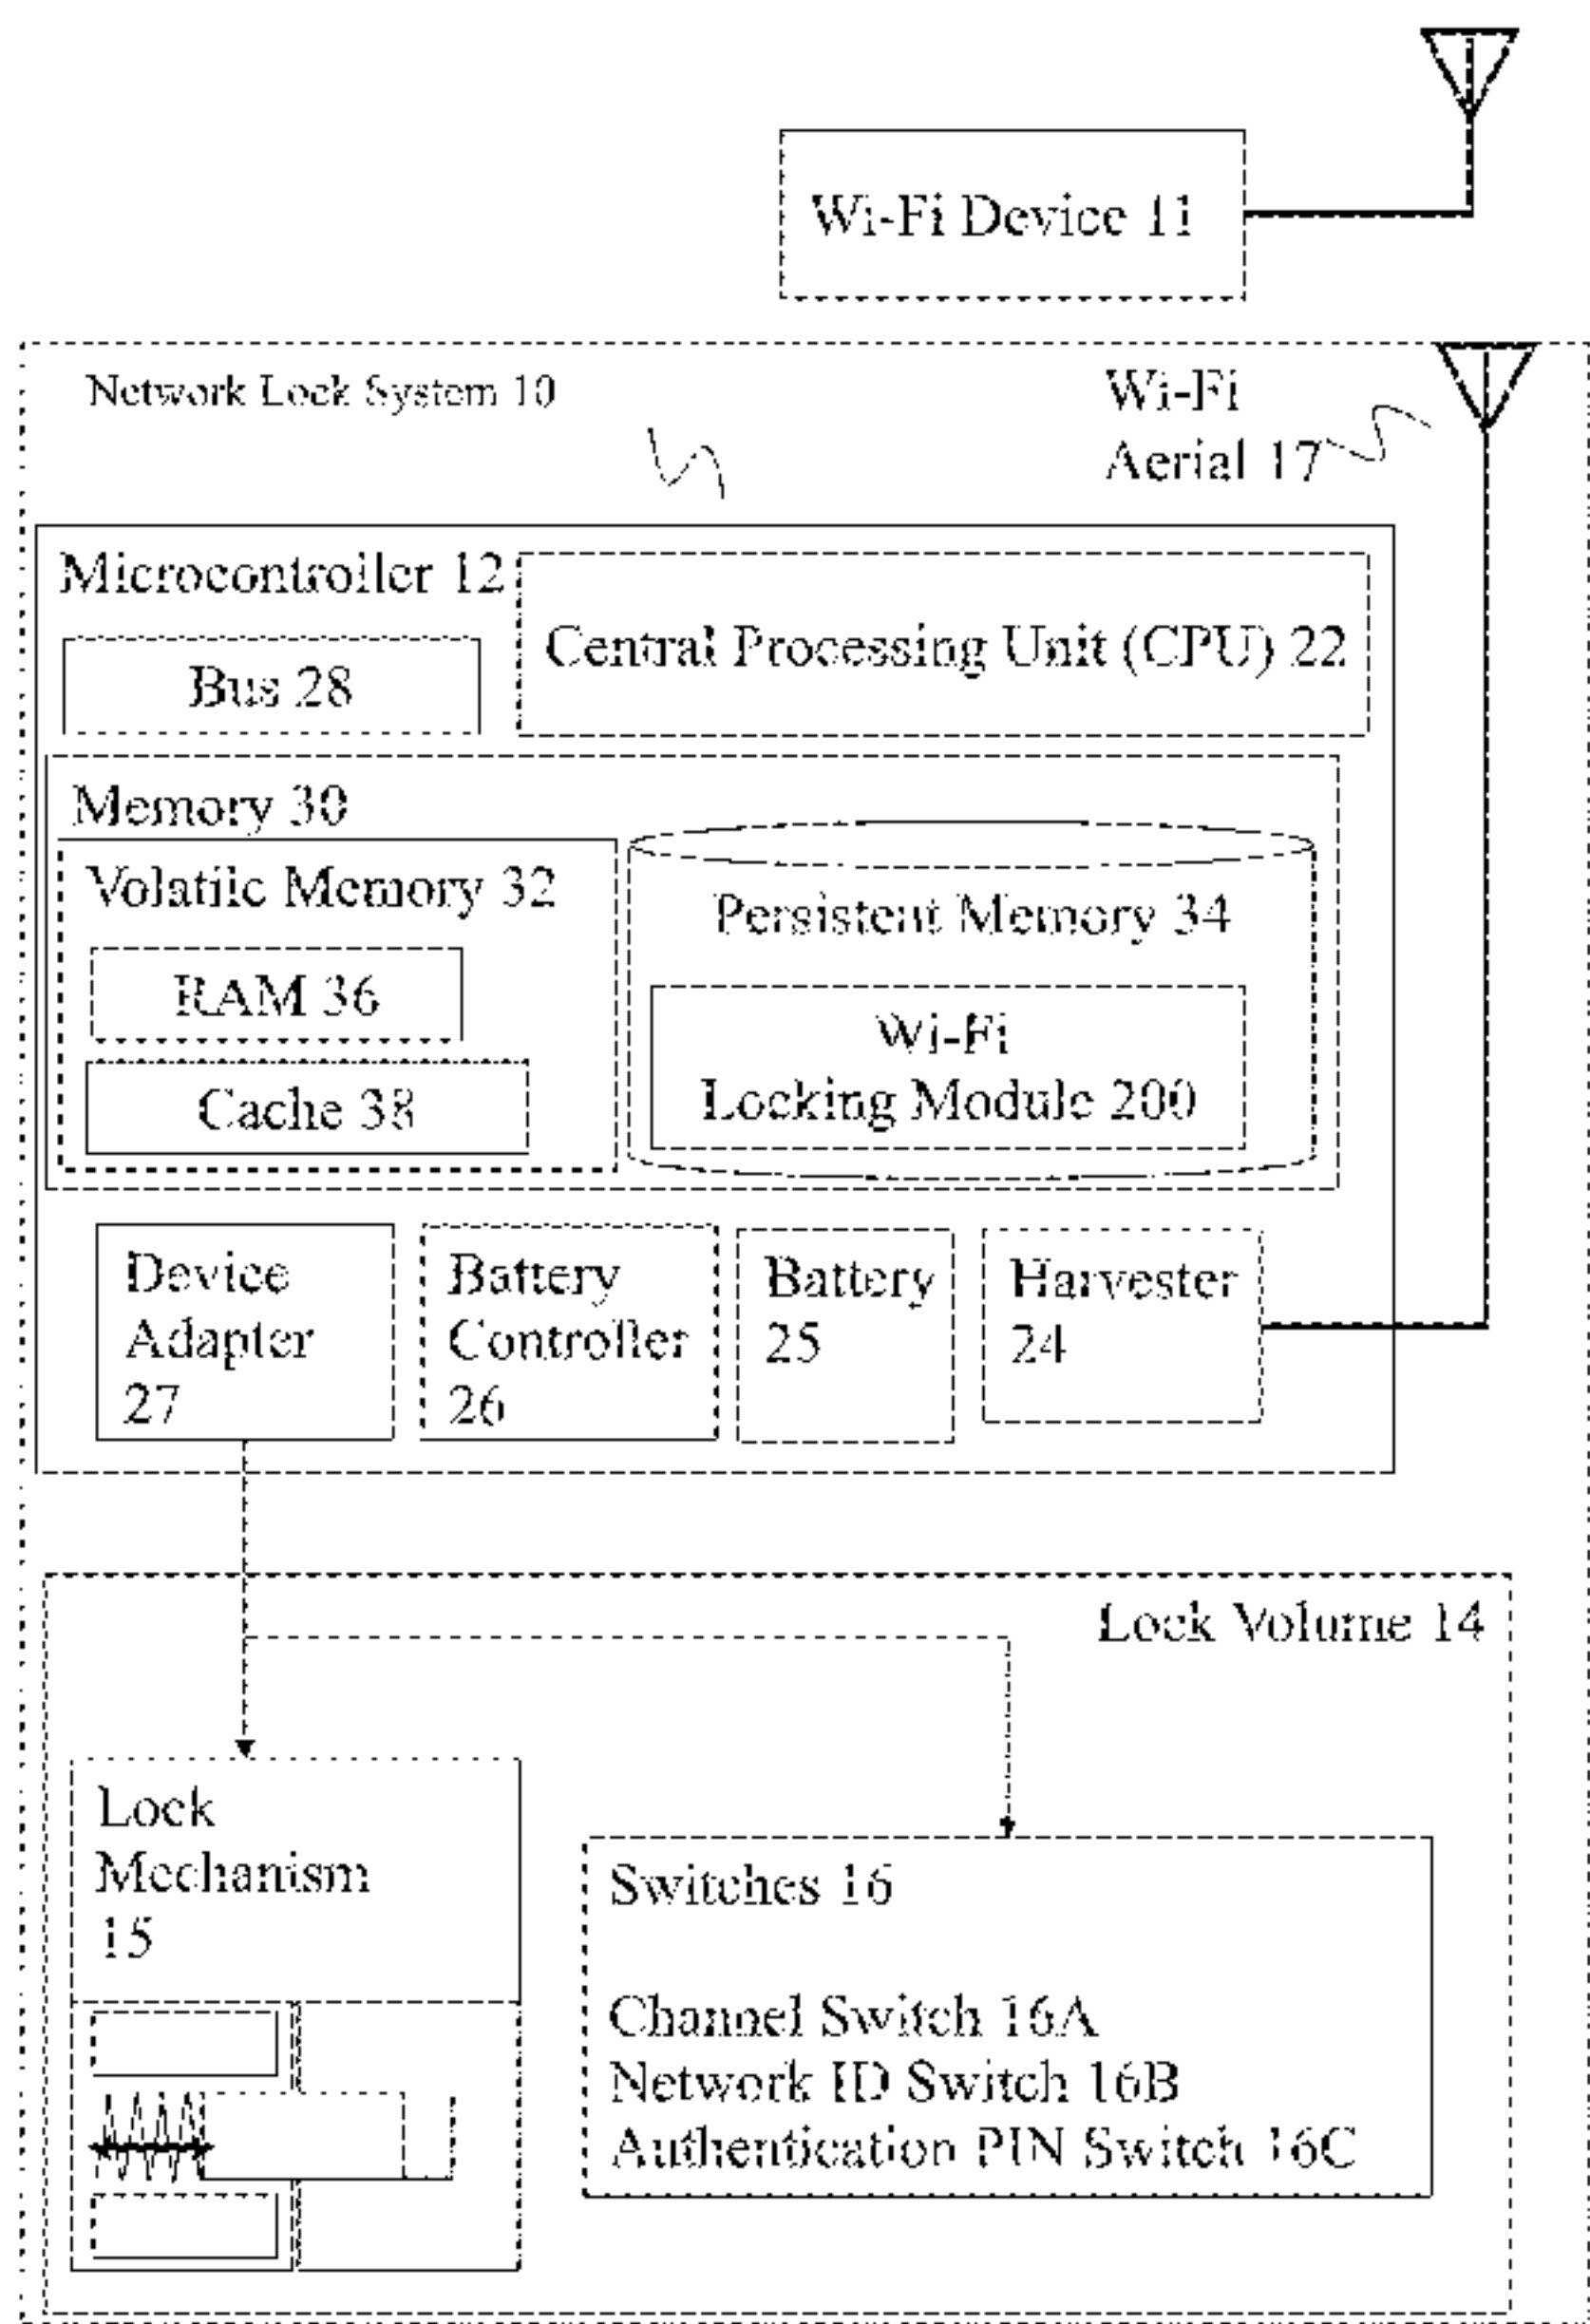 Wi-Fi Device 11
Network Lock System 10
Wi-Fi
Aerial 17
Microcontroller 12
Central Processing Unit (CPU) 22
Bus 28
Memory 30
Volatile Memory 32
Persistent Memory 34
RAM 36
Wi-Fi
Locking Module 200
Cache 38
Device
Adapter
27
Battery
Controller
26
Battery
25
Harvester
24
Lock Volume 14
Lock
Mechanism
15
Switches 16
Channel Switch 16A
Network ID Switch 16B
Authentication PIN Switch 16C